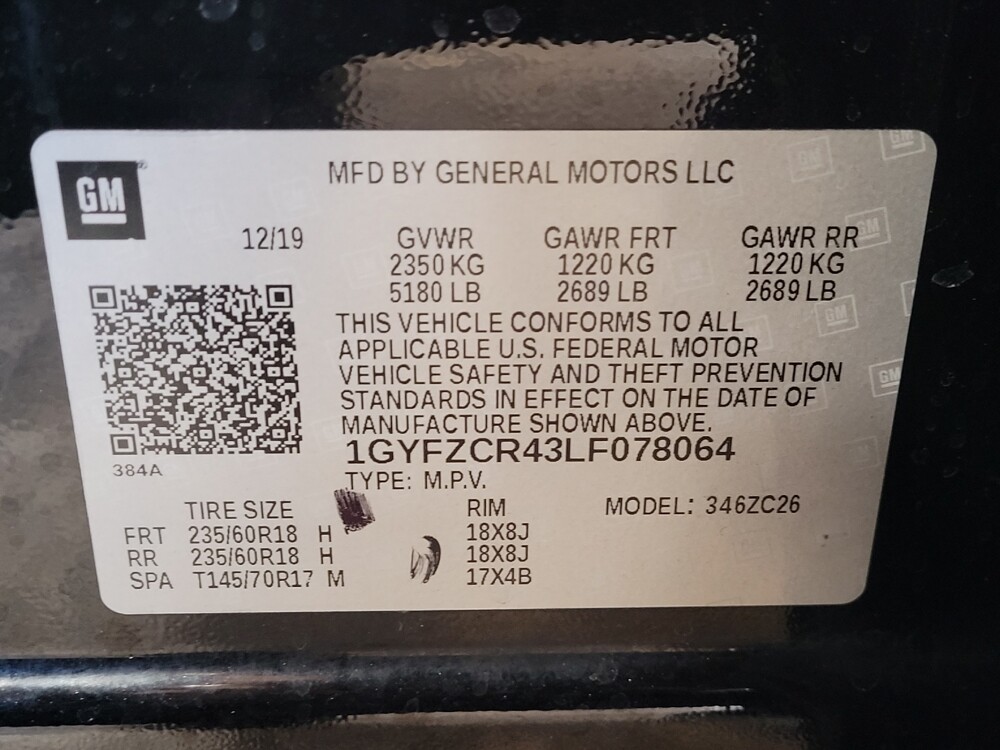 GM
MFD BY GENERAL MOTORS LLC
12/19 GVWR GAWR FRT GAWR RR
2350 KG 1220 KG 1220 KG
5180 LB 2689 LB 2689 LB
THIS VEHICLE CONFORMS TO ALL
APPLICABLE U.S. FEDERAL MOTOR
VEHICLE SAFETY AND THEFT PREVENTION
STANDARDS IN EFFECT ON THE DATE OF
MANUFACTURE SHOWN ABOVE.
1GYFZCR43LF078064
384A
TYPE: M.P.V.
TIRE SIZE RIM MODEL: 346ZC26
FRT 235/60R18 H 18X8J
RR 235/60R18 H 18X8J
SPA T145/70R17 M 17X4B